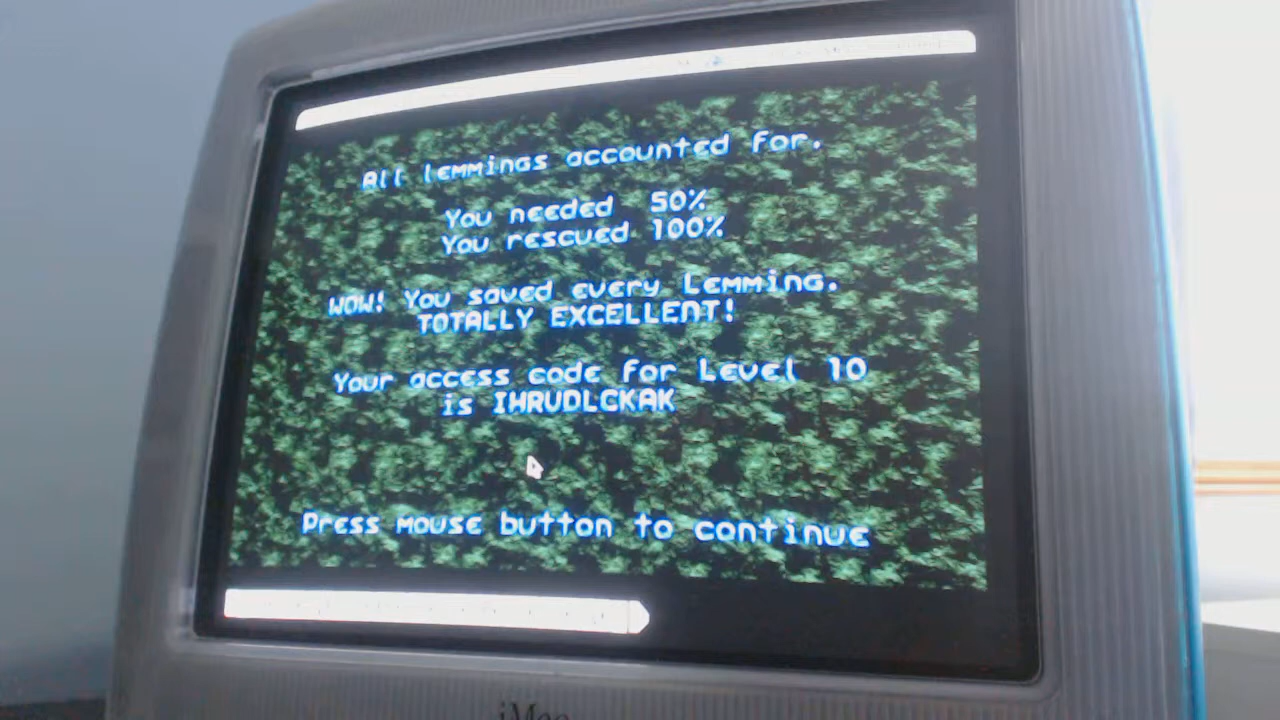 All lemmings accounted for.
You needed 50%
You rescued 100%
WOW! You saved every Lemming.
TOTALLY EXCELLENT!
Your access code for Level 10
is IHRUDLCKAK
Press mouse button to continue
iMac